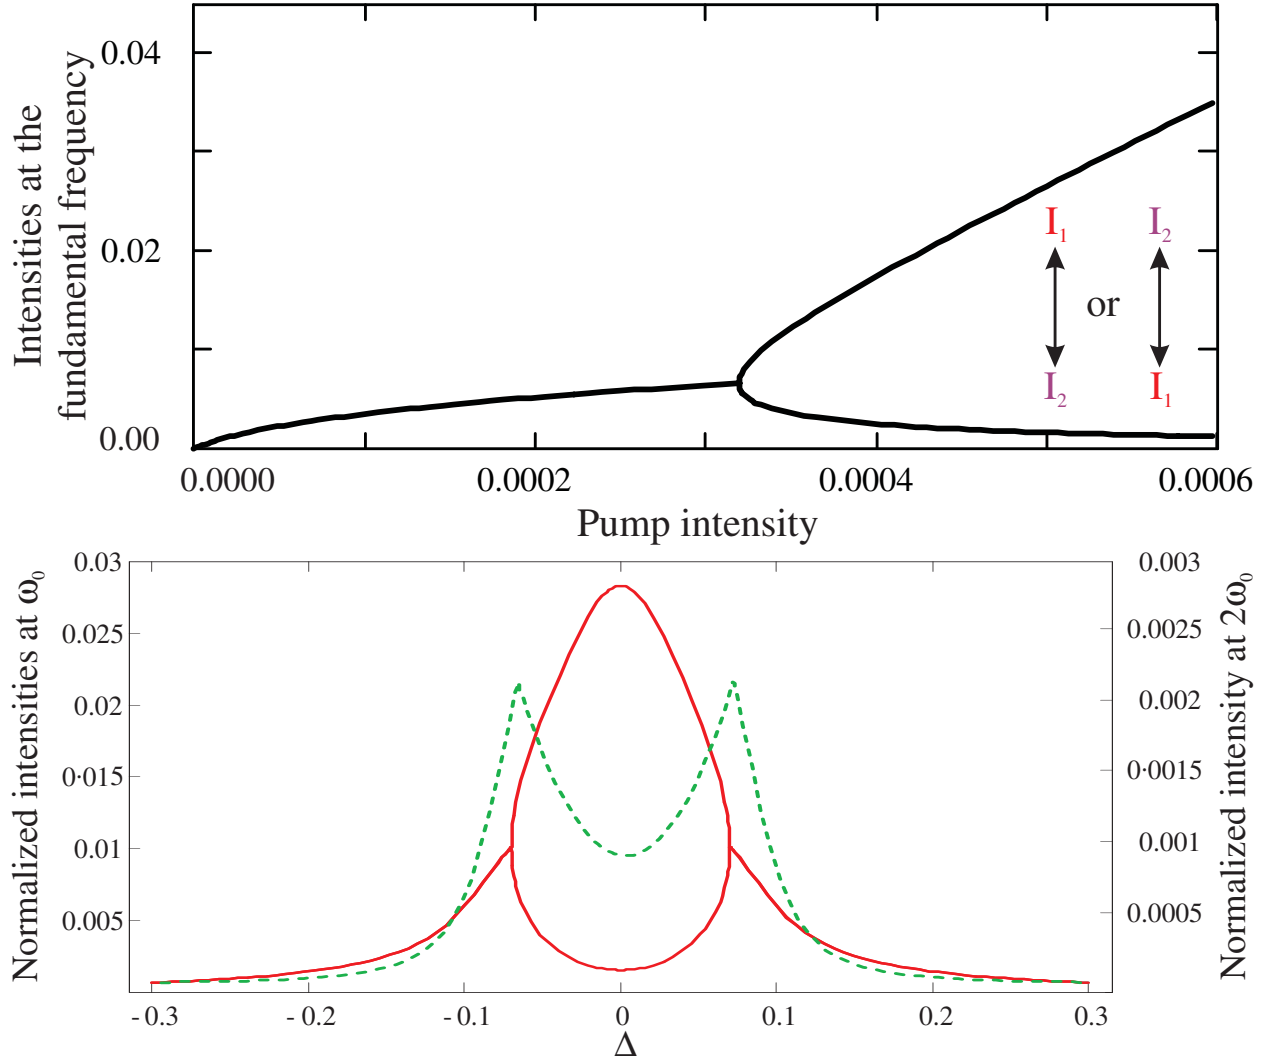 Intensities at the
fundamental frequency
0.04
0.02
0.00
I₁
I₂
or
I₂
I₁
0.0000
0.0002
0.0004
0.0006
Pump intensity
Normalized intensities at ω₀
0.03
0.025
0.02
0·015
0.01
0.005
0.003
0.0025
0.002
0·0015
0.001
0.0005
Normalized intensity at 2ω₀
-0.3
-0.2
-0.1
0
0.1
0.2
0.3
Δ